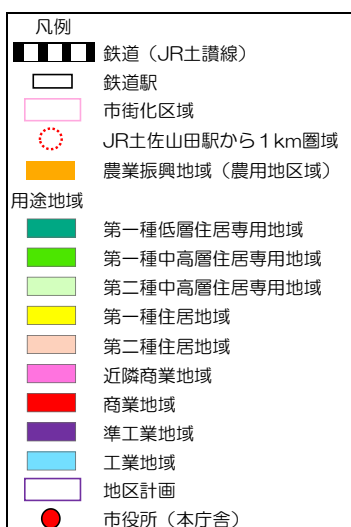 凡例
鉄道（JR土讃線）
鉄道駅
市街化区域
JR土佐山田駅から１km圏域
農業振興地域（農用地区域）
用途地域
第一種低層住居専用地域
第一種中高層住居専用地域
第二種中高層住居専用地域
第一種住居地域
第二種住居地域
近隣商業地域
商業地域
準工業地域
工業地域
地区計画
市役所（本庁舎）